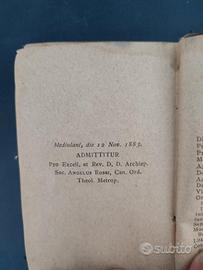 Mediolani, die 12 Nov. 1883.
ADMITTITUR
Pro Excell. et Rev. D. D. Archiep.
Sac. ANGELUS ROSSI, Can. Ord.
Theol. Metrop.
subito